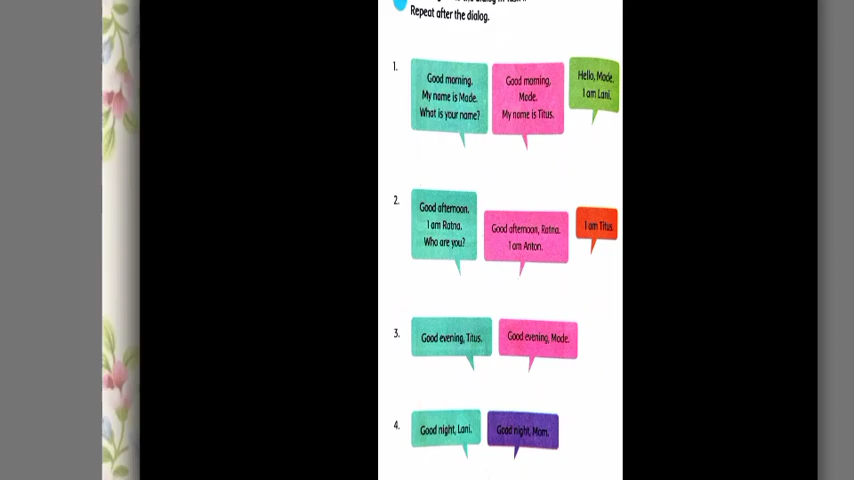 Repeat after the dialog.
1.
Good morning.
My name is Made.
What is your name?
Good morning,
Made.
My name is Titus.
Hello, Made.
I am Lani.
2.
Good afternoon.
I am Ratna.
Who are you?
Good afternoon, Ratna.
I am Anton.
I am Titus.
3.
Good evening, Titus.
Good evening, Made.
4.
Good night, Lani.
Good night, Mom.